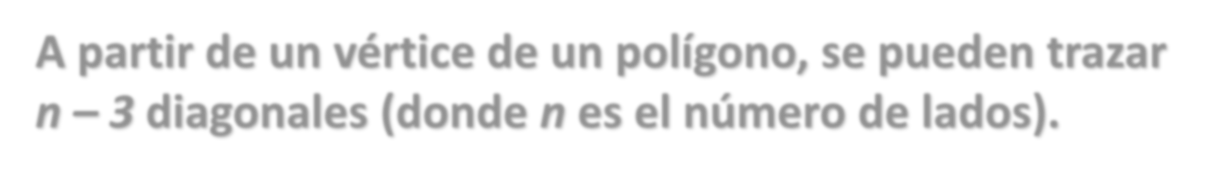 A partir de un vértice de un polígono, se pueden trazar
n – 3 diagonales (donde n es el número de lados).